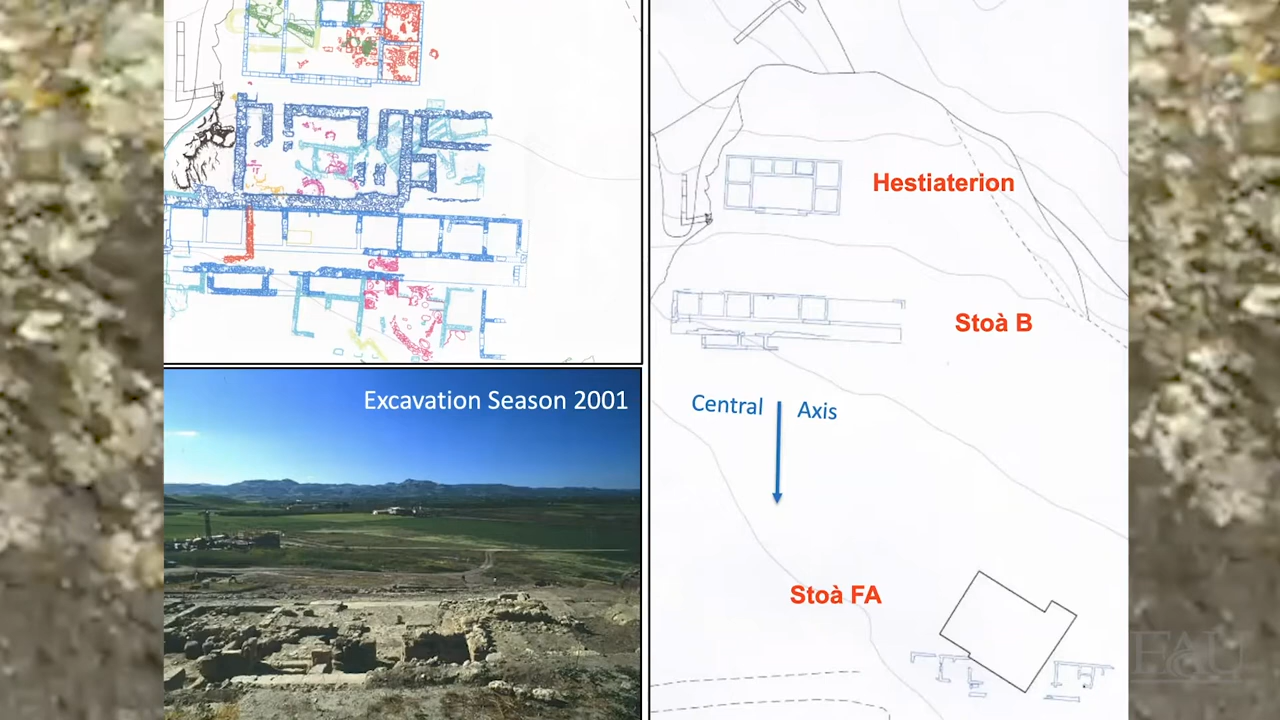 Hestiaterion
Stoà B
Central Axis
Stoà FA
Excavation Season 2001